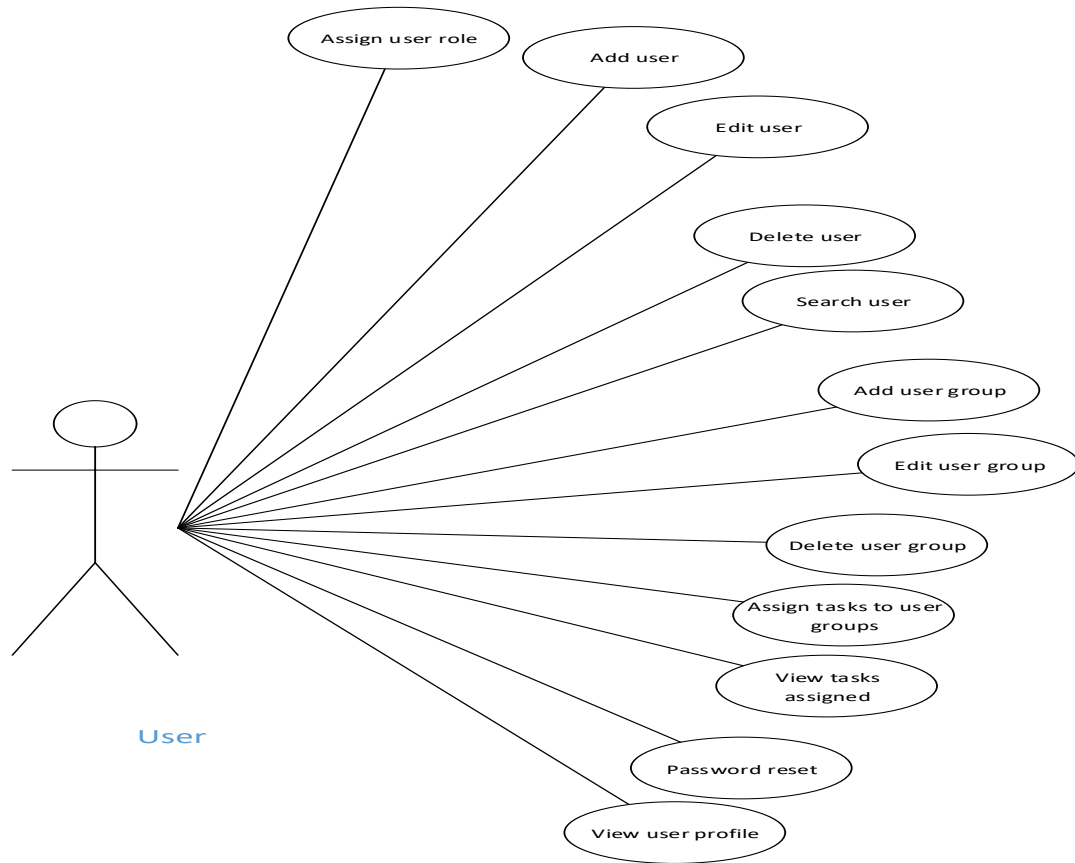 Assign user role
Add user
Edit user
Delete user
Search user
Add user group
Edit user group
Delete user group
Assign tasks to user
groups
View tasks
assigned
User
Password reset
View user profile